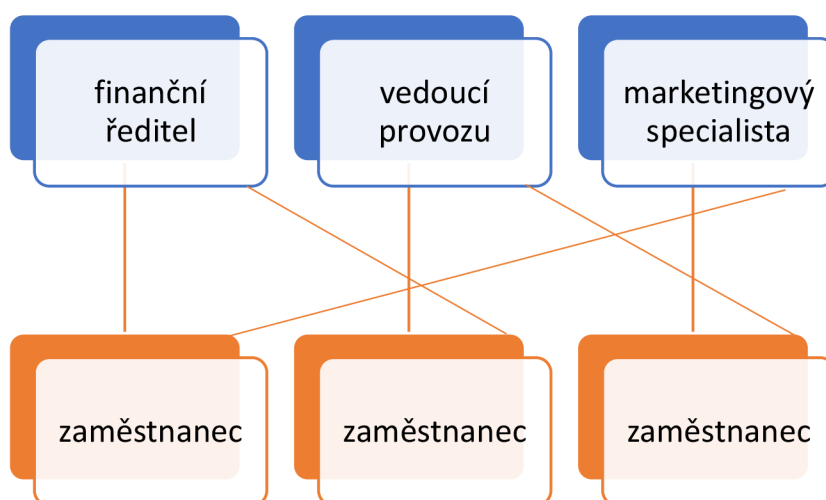 finanční
ředitel
vedoucí
provozu
marketingový
specialista
zaměstnanec
zaměstnanec
zaměstnanec